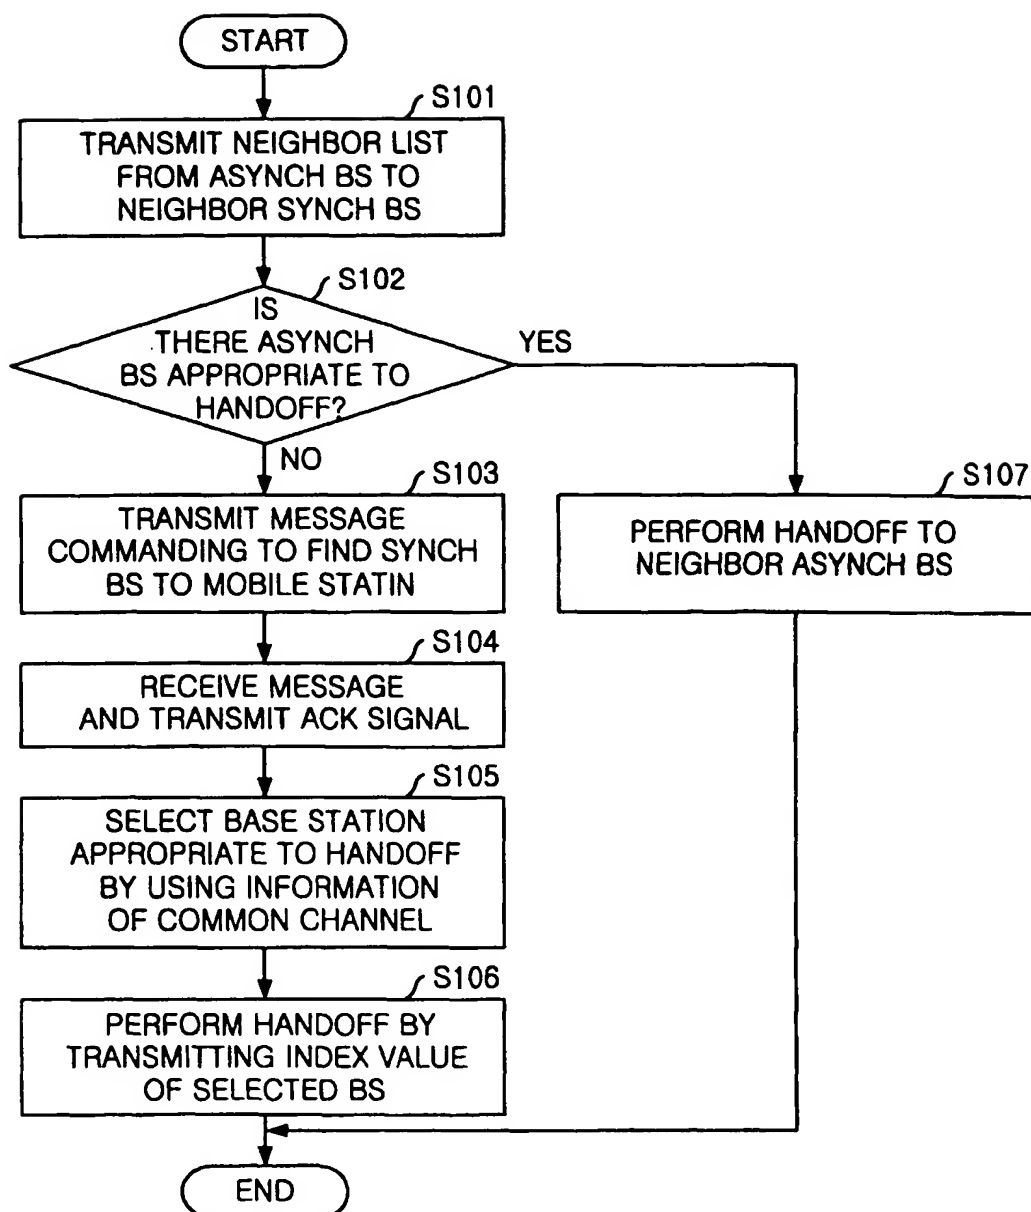 START
S101
TRANSMIT NEIGHBOR LIST
FROM ASYNCH BS TO
NEIGHBOR SYNCH BS
S102
IS
THERE ASYNCH
BS APPROPRIATE TO
HANDOFF?
YES
NO
S103
TRANSMIT MESSAGE
COMMANDING TO FIND SYNCH
BS TO MOBILE STATIN
S107
PERFORM HANDOFF TO
NEIGHBOR ASYNCH BS
S104
RECEIVE MESSAGE
AND TRANSMIT ACK SIGNAL
S105
SELECT BASE STATION
APPROPRIATE TO HANDOFF
BY USING INFORMATION
OF COMMON CHANNEL
S106
PERFORM HANDOFF BY
TRANSMITTING INDEX VALUE
OF SELECTED BS
END